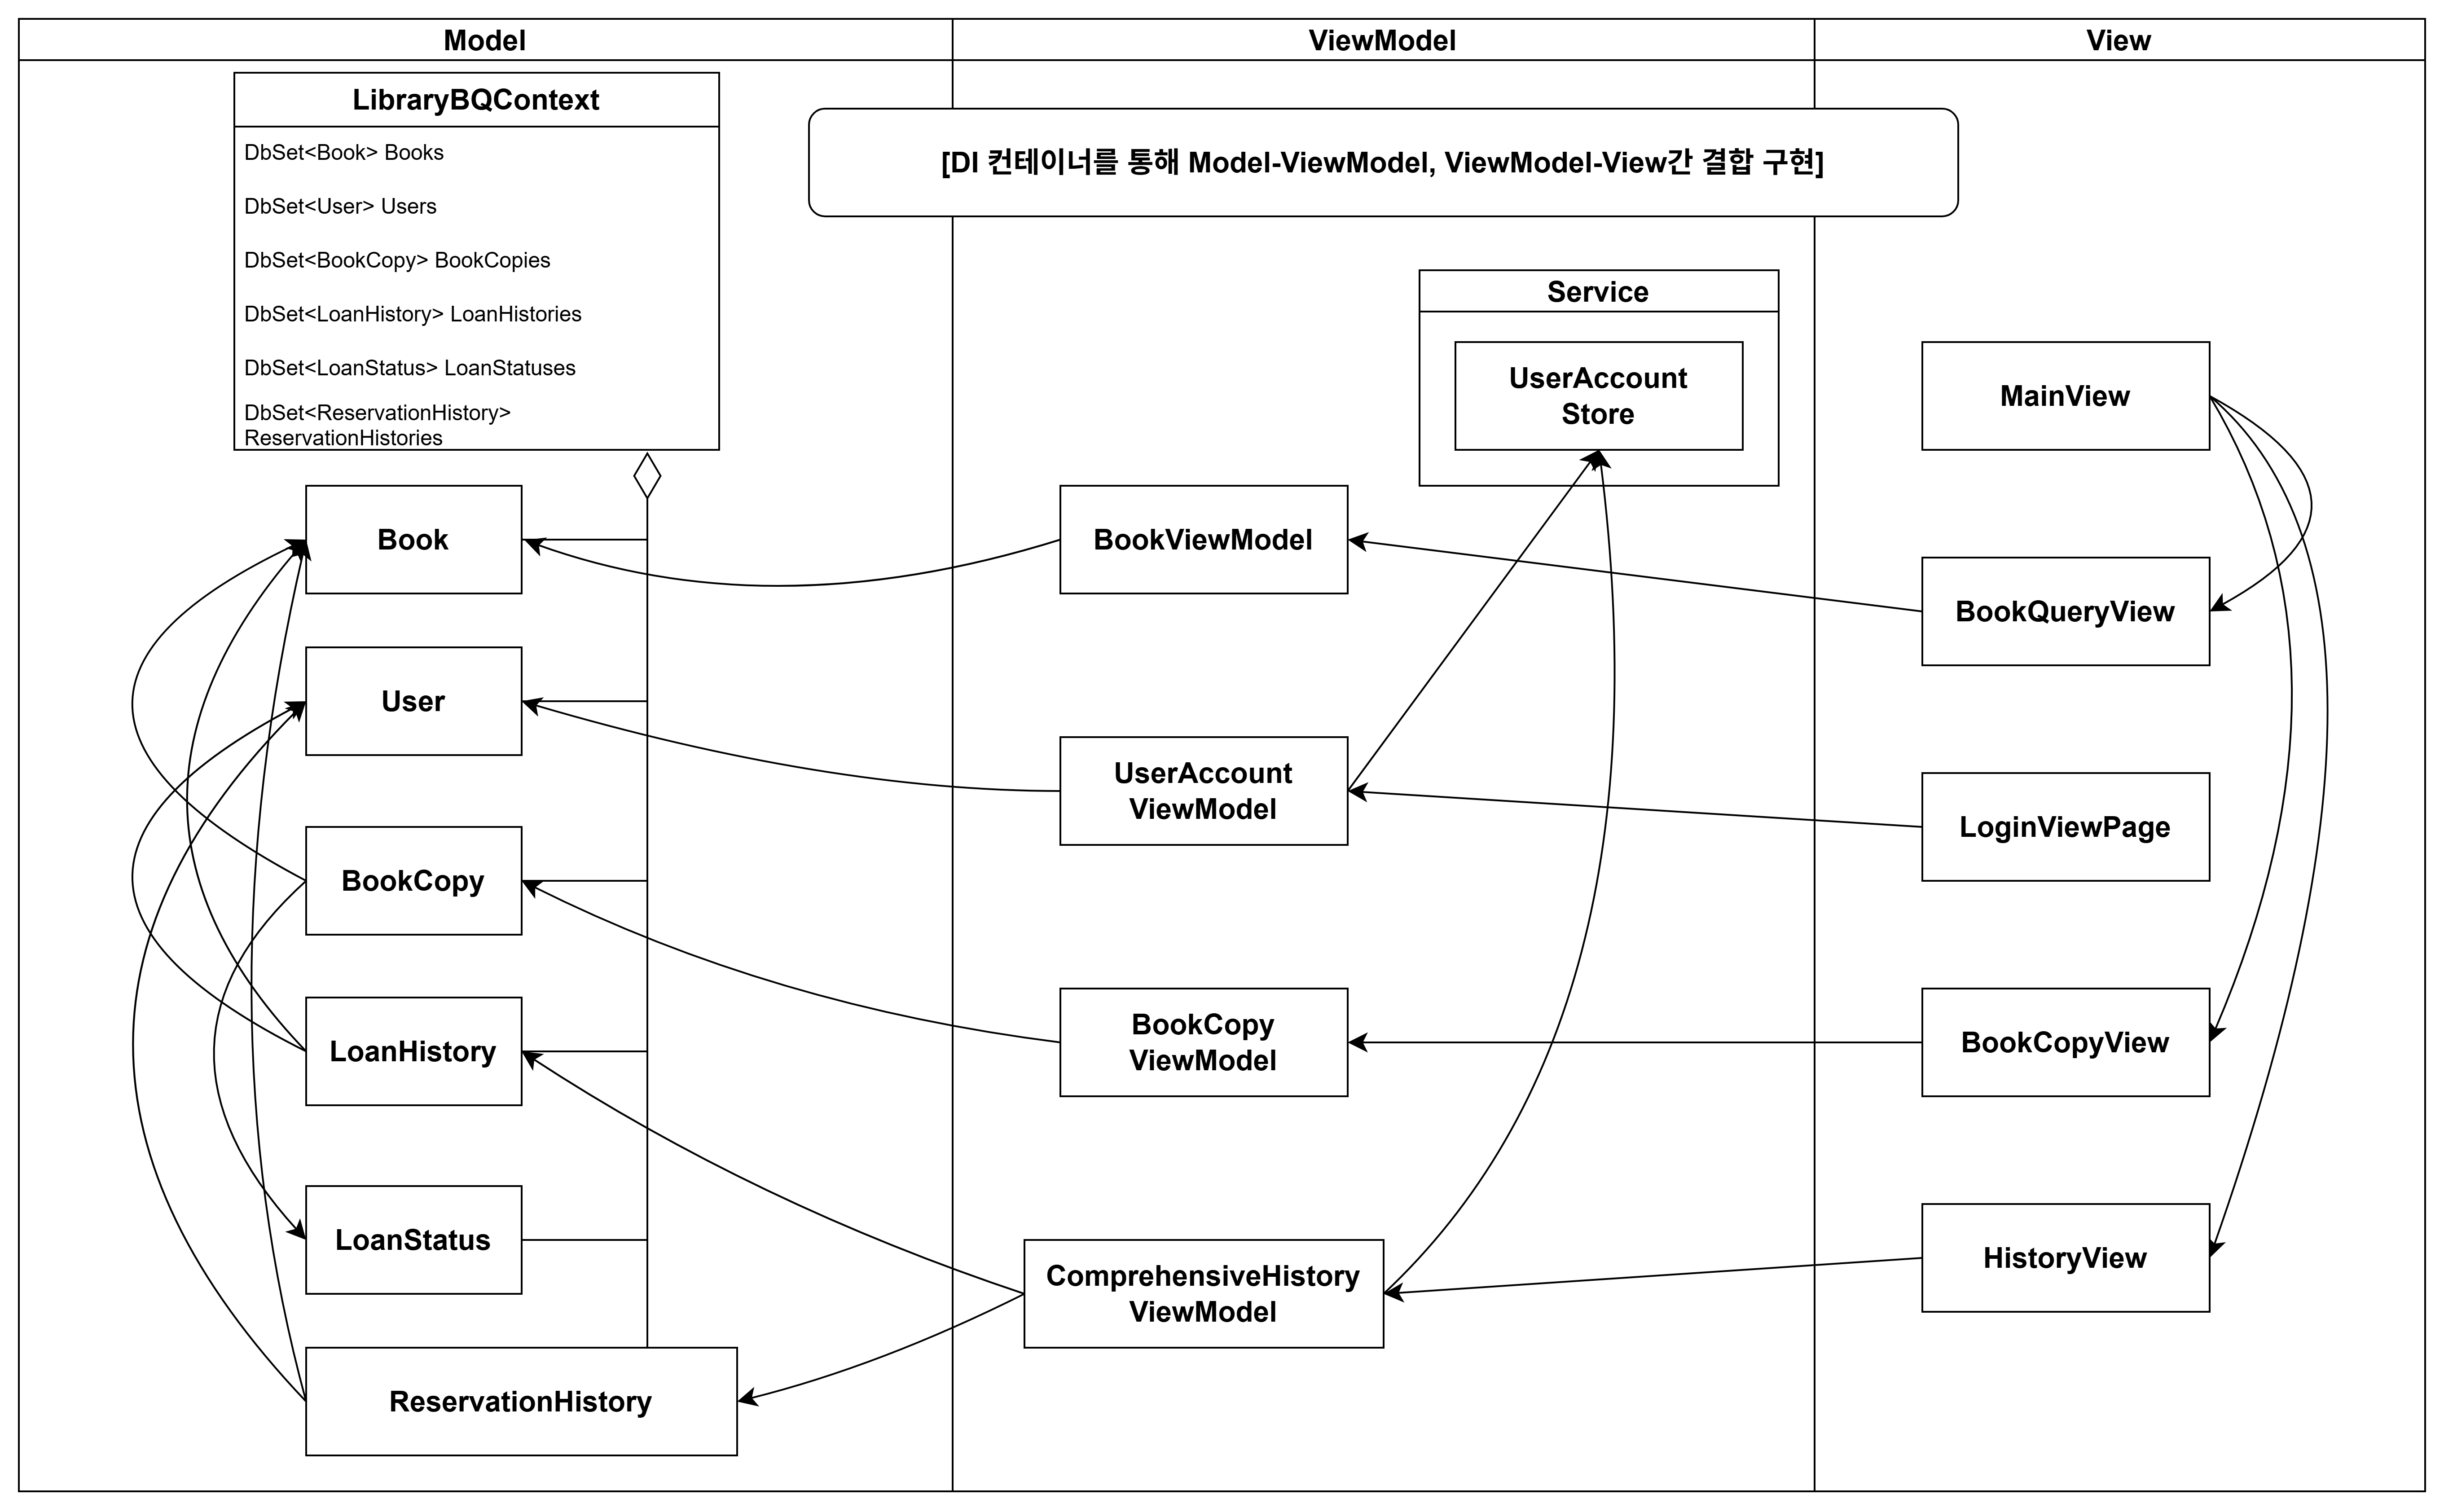 Model
ViewModel
View
LibraryBQContext
DbSet<Book> Books
DbSet<User> Users
DbSet<BookCopy> BookCopies
DbSet<LoanHistory> LoanHistories
DbSet<LoanStatus> LoanStatuses
DbSet<ReservationHistory>
ReservationHistories
[DI 컨테이너를 통해 Model-ViewModel, ViewModel-View간 결합 구현]
Book
User
BookCopy
LoanHistory
LoanStatus
ReservationHistory
Service
UserAccount
Store
BookViewModel
UserAccount
ViewModel
BookCopy
ViewModel
ComprehensiveHistory
ViewModel
MainView
BookQueryView
LoginViewPage
BookCopyView
HistoryView